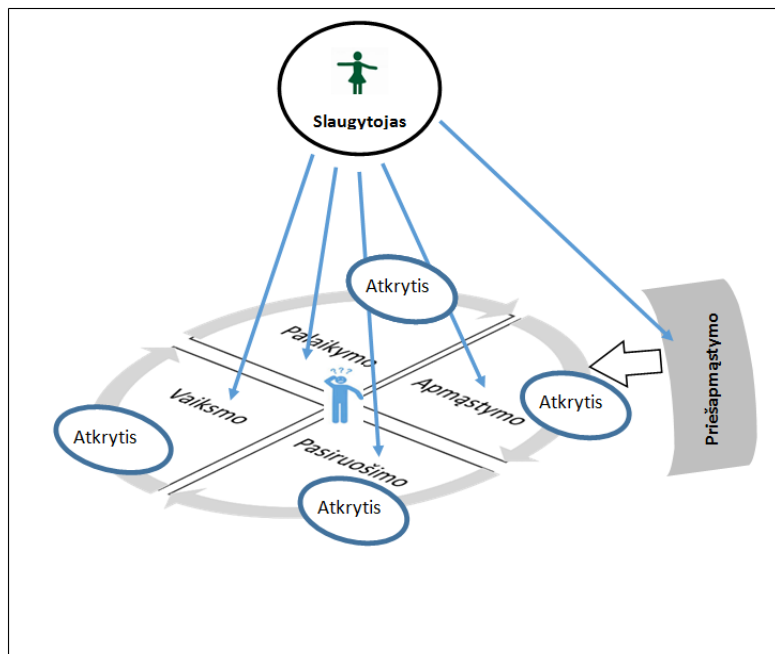 Slaugytojas
Atkrytis
Palaikymo
Vaiksmo
Apmąstymo
Atkrytis
Priešapmąstymo
Atkrytis
Pasiruošimo
Atkrytis
???